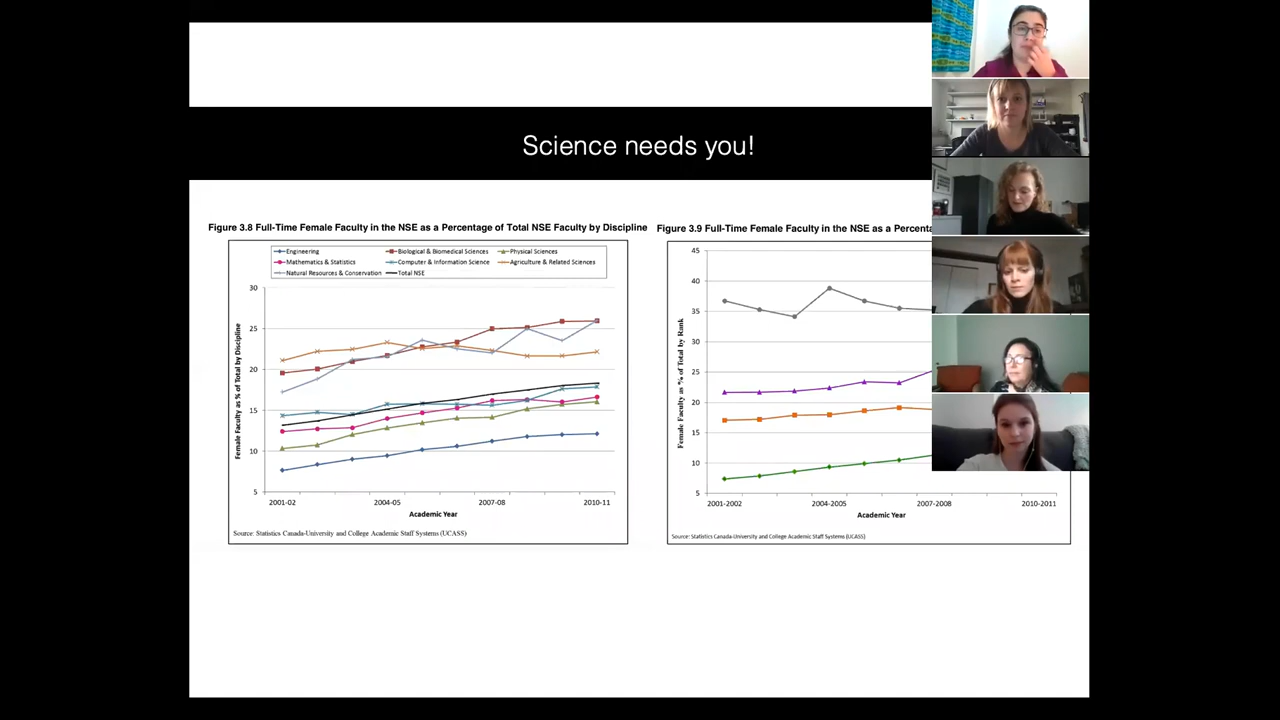 Science needs you!
Figure 3.8 Full-Time Female Faculty in the NSE as a Percentage of Total NSE Faculty by Discipline
Engineering
Biological & Biomedical Sciences
Physical Sciences
Mathematics & Statistics
Computer & Information Science
Agriculture & Related Sciences
Natural Resources & Conservation
Total NSE
Female Faculty as % of Total by Discipline
30
25
20
15
10
5
2001-02
2004-05
2007-08
2010-11
Academic Year
Source: Statistics Canada-University and College Academic Staff Systems (UCASS)
Figure 3.9 Full-Time Female Faculty in the NSE as a Percenta
Female Faculty as % of Total by Rank
45
40
35
25
20
15
10
5
2001-2002
2004-2005
2007-2008
2010-2011
Academic Year
Source: Statistics Canada-University and College Academic Staff Systems (UCASS)